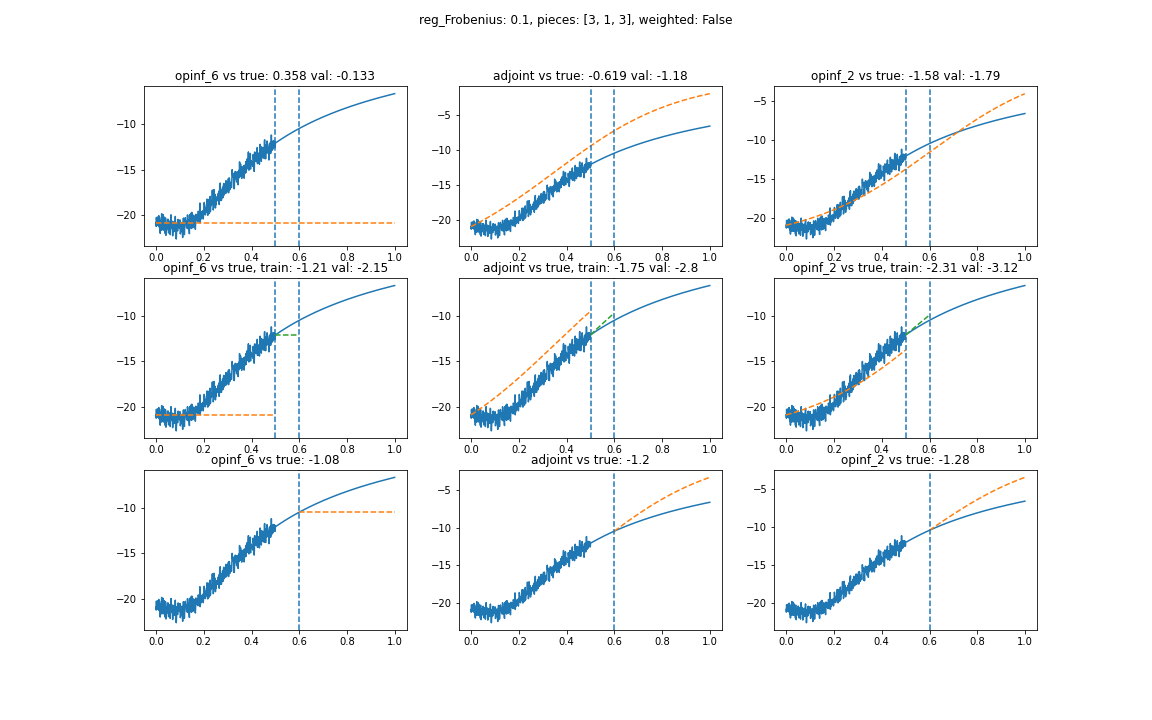 reg_Frobenius: 0.1, pieces: [3, 1, 3], weighted: False
opinf_6 vs true: 0.358 val: -0.133
−10
−15
−20
0.0 0.2 0.4 0.6 0.8 1.0
adjoint vs true: -0.619 val: -1.18
−5
−10
−15
−20
0.0 0.2 0.4 0.6 0.8 1.0
opinf_2 vs true: -1.58 val: -1.79
−5
−10
−15
−20
0.0 0.2 0.4 0.6 0.8 1.0
opinf_6 vs true, train: -1.21 val: -2.15
−10
−15
−20
0.0 0.2 0.4 0.6 0.8 1.0
adjoint vs true, train: -1.75 val: -2.8
−10
−15
−20
0.0 0.2 0.4 0.6 0.8 1.0
opinf_2 vs true, train: -2.31 val: -3.12
−10
−15
−20
0.0 0.2 0.4 0.6 0.8 1.0
opinf_6 vs true: -1.08
−10
−15
−20
0.0 0.2 0.4 0.6 0.8 1.0
adjoint vs true: -1.2
−5
−10
−15
−20
0.0 0.2 0.4 0.6 0.8 1.0
opinf_2 vs true: -1.28
−5
−10
−15
−20
0.0 0.2 0.4 0.6 0.8 1.0